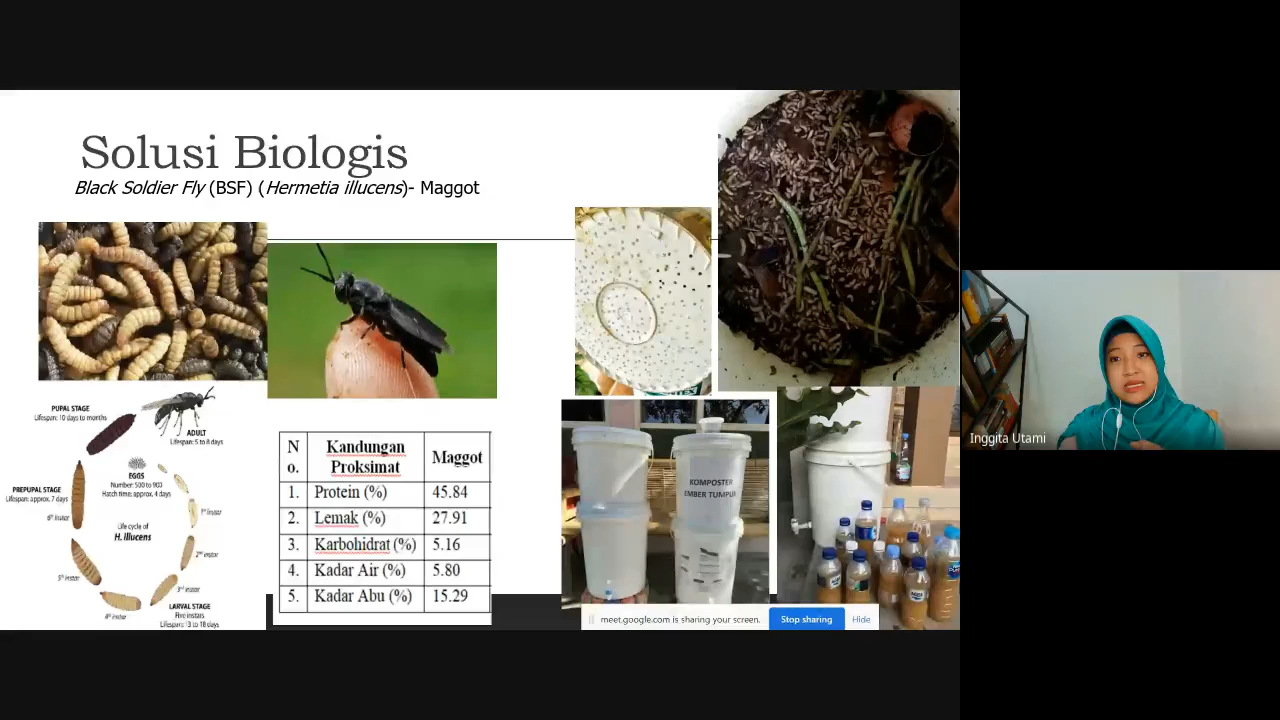 Solusi Biologis
Black Soldier Fly (BSF) (Hermetia illucens)- Maggot
PUPAL STAGE
Lifespan: 10 days to months
ADULT
Lifespan: 5 to 8 days
EGGS
Number: 500 to 900
Hatch time: approx. 4 days
PREPUPAL STAGE
Lifespan: approx. 7 days
6th instar
1st instar
Life cycle of
H. illucens
2nd instar
5th instar
3rd instar
4th instar
LARVAL STAGE
Five instars
Lifespan: 13 to 18 days
N
o.
Kandungan
Proksimat
Maggot
1. Protein (%) 45.84
2. Lemak (%) 27.91
3. Karbohidrat (%) 5.16
4. Kadar Air (%) 5.80
5. Kadar Abu (%) 15.29
KOMPOSTER
EMBER TUMPUK
meet.google.com is sharing your screen. Stop sharing Hide
Inggita Utami